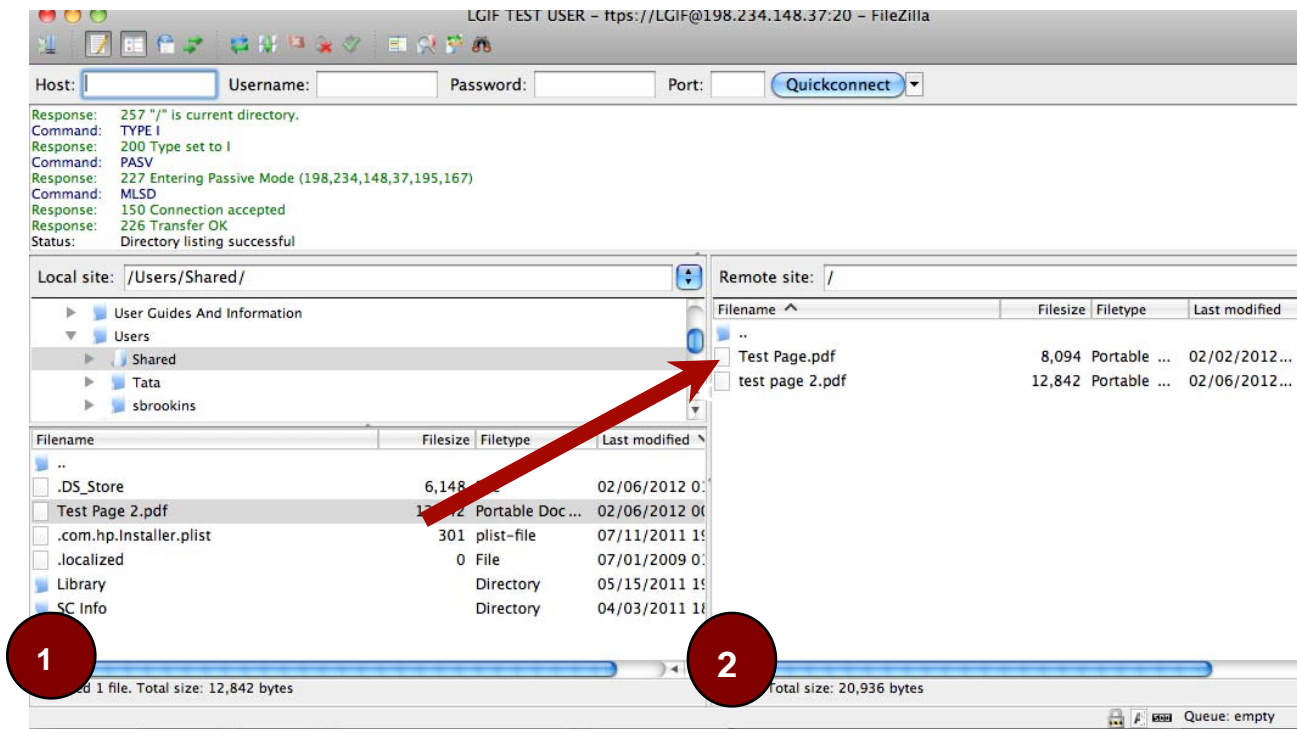 LGIF TEST USER – ftps://LGIF@198.234.148.37:20 – FileZilla
Host: Username: Password: Port: Quickconnect
Response: 257 "/" is current directory.
Command: TYPE I
Response: 200 Type set to I
Command: PASV
Response: 227 Entering Passive Mode (198,234,148,37,195,167)
Command: MLSD
Response: 150 Connection accepted
Response: 226 Transfer OK
Status: Directory listing successful
Local site: /Users/Shared/
User Guides And Information
Users
Shared
Tata
sbrookins
Filename Filesize Filetype Last modified
..
.DS_Store 6,148 02/06/2012
Test Page 2.pdf Portable Doc ... 02/06/2012
.com.hp.Installer.plist 301 plist-file 07/11/2011
.localized 0 File 07/01/2009
Library Directory 05/15/2011
SC Info Directory 04/03/2011
1
1 file. Total size: 12,842 bytes
Remote site: /
Filename Filesize Filetype Last modified
..
Test Page.pdf 8,094 Portable ... 02/02/2012...
test page 2.pdf 12,842 Portable ... 02/06/2012...
2
Total size: 20,936 bytes
Queue: empty